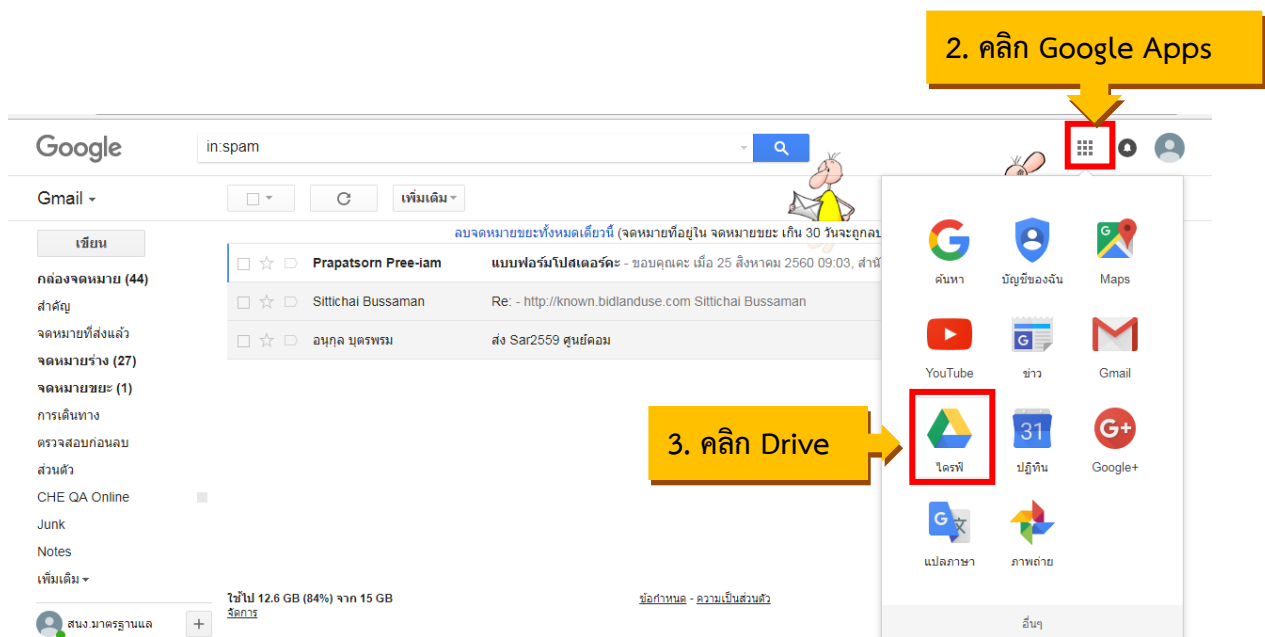 2. คลิก Google Apps
Google
in:spam
Gmail
เพิ่มเติม
เขียน
ลบจดหมายขยะทั้งหมดเดี๋ยวนี้ (จดหมายที่อยู่ใน จดหมายขยะ เกิน 30 วันจะถูกลบ
Prapatsorn Pree-iam แบบฟอร์มโปสเตอร์คะ - ขอบคุณคะ เมื่อ 25 สิงหาคม 2560 09:03, สำนั
Sittichai Bussaman Re: - http://known.bidlanduse.com Sittichai Bussaman
อนุกุล บุตรพรม ส่ง Sar2559 ศูนย์คอม
กล่องจดหมาย (44)
สำคัญ
จดหมายที่ส่งแล้ว
จดหมายร่าง (27)
จดหมายขยะ (1)
การเดินทาง
ตรวจสอบก่อนลบ
ส่วนตัว
CHE QA Online
Junk
Notes
เพิ่มเติม
สนง.มาตรฐานแล
+
ใช้ไป 12.6 GB (84%) จาก 15 GB
จัดการ
ข้อกำหนด - ความเป็นส่วนตัว
3. คลิก Drive
G
ค้นหา บัญชีของฉัน Maps
G
YouTube ข่าว Gmail
31 G+
ไดรฟ์ ปฏิทิน Google+
G 文
แปลภาษา ภาพถ่าย
อื่นๆ